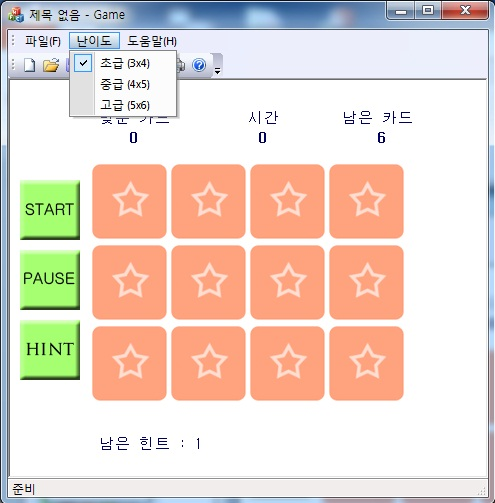 제목 없음 - Game
파일(F) 난이도 도움말(H)
초급 (3x4)
중급 (4x5)
고급 (5x6)
카드 시간 남은 카드
0 0 6
START
PAUSE
HINT
남은 힌트 : 1
준비